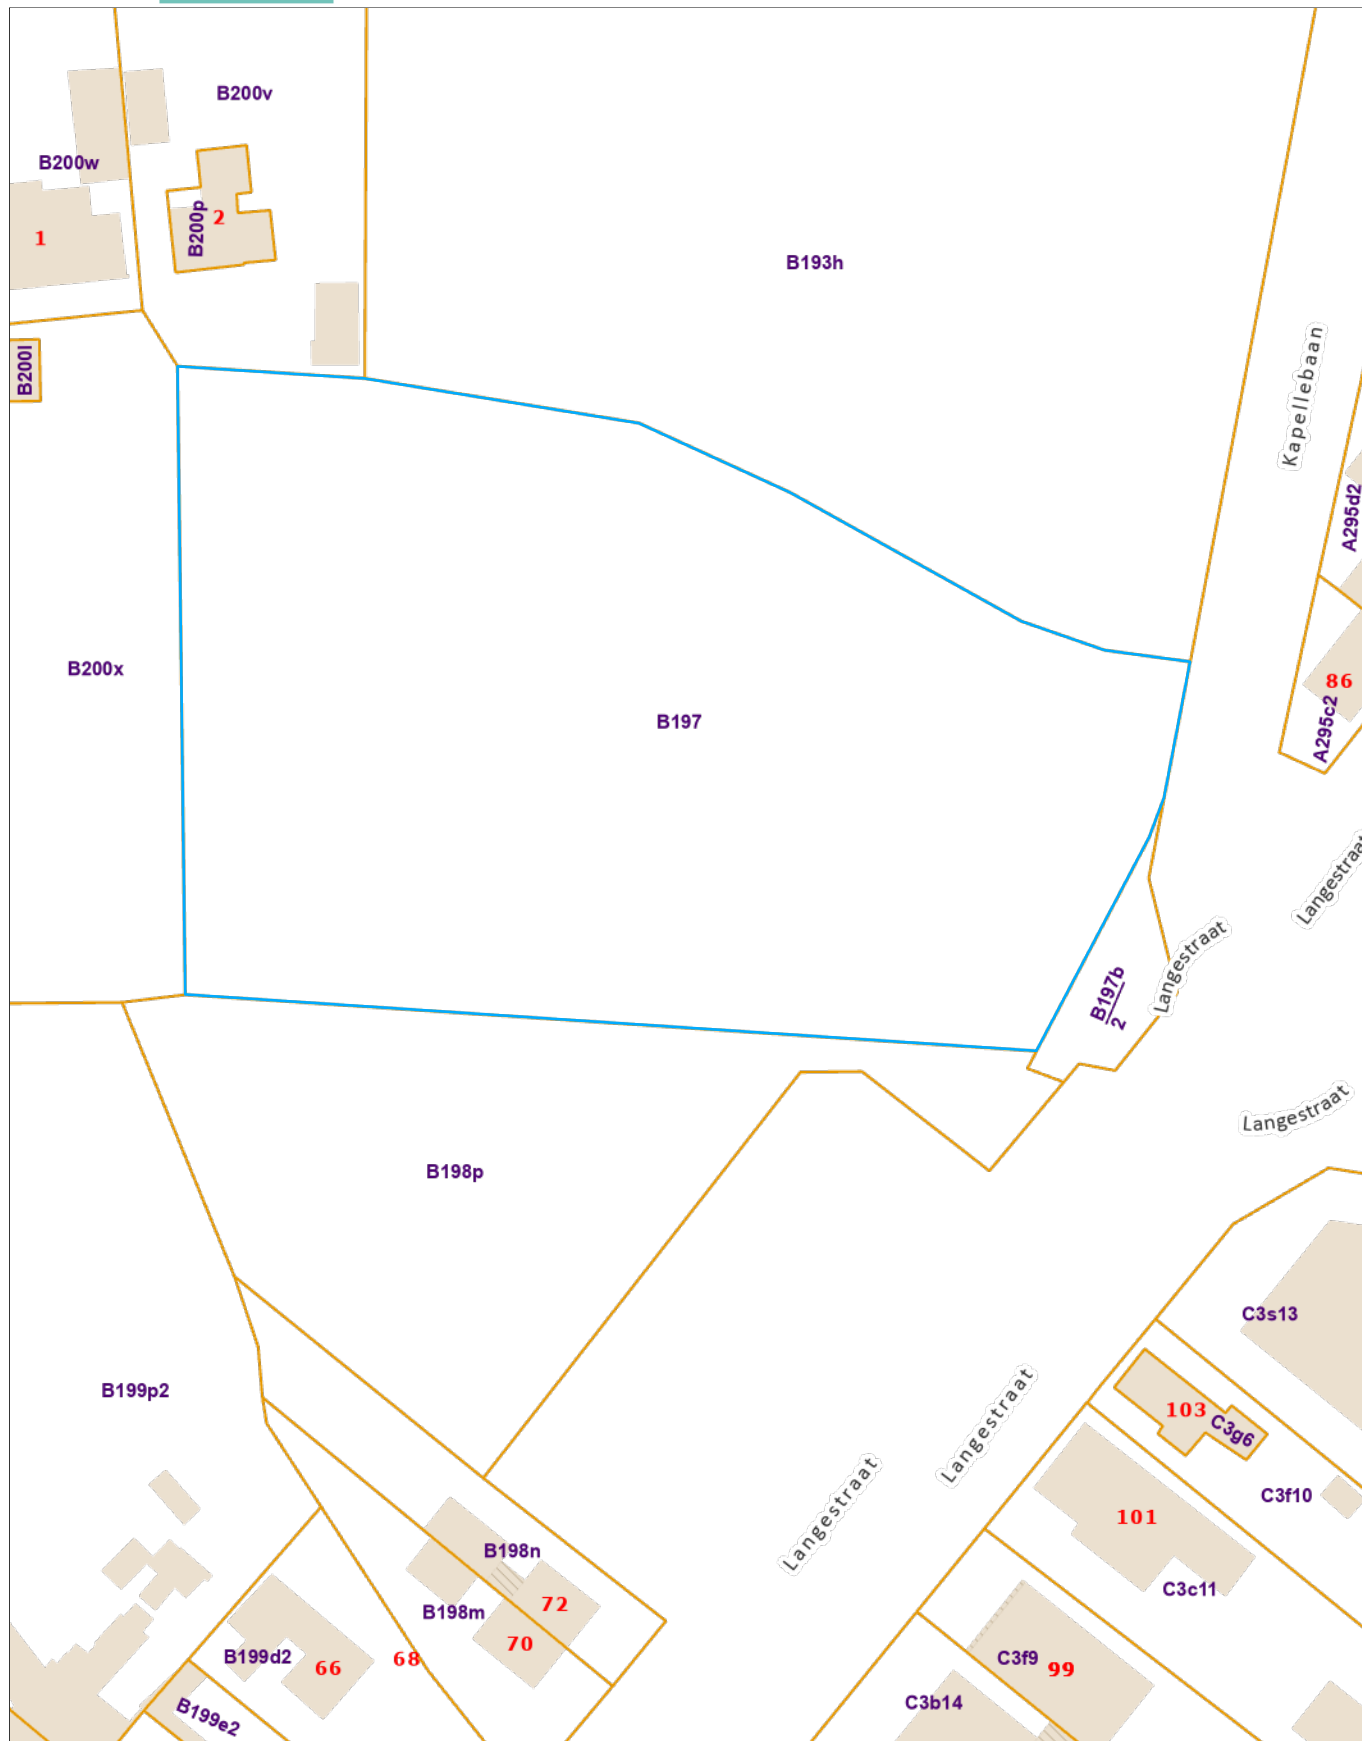 B200v
B200w
B200p
2
1
B193h
Kapellebaan
B200l
A295d2
B200x
86
B197
A295c2
Langestraat
Langestraat
B197b
2
Langestraat
B198p
C3s13
B199p2
103
C3g6
Langestraat
C3f10
101
Langestraat
B198n
C3c11
72
B198m
70
B199d2
68
66
C3f9
99
C3b14
B199e2